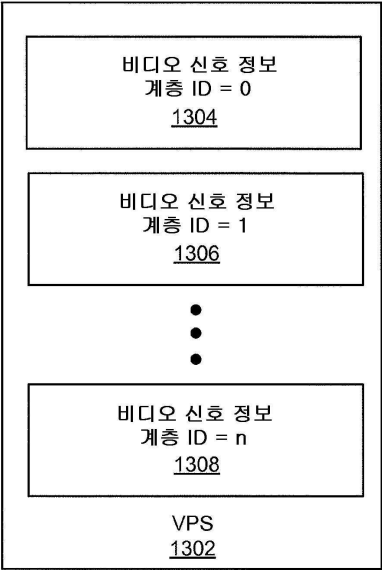 비디오 신호 정보
계층 ID = 0
1304
비디오 신호 정보
계층 ID = 1
1306
비디오 신호 정보
계층 ID = n
1308
VPS
1302